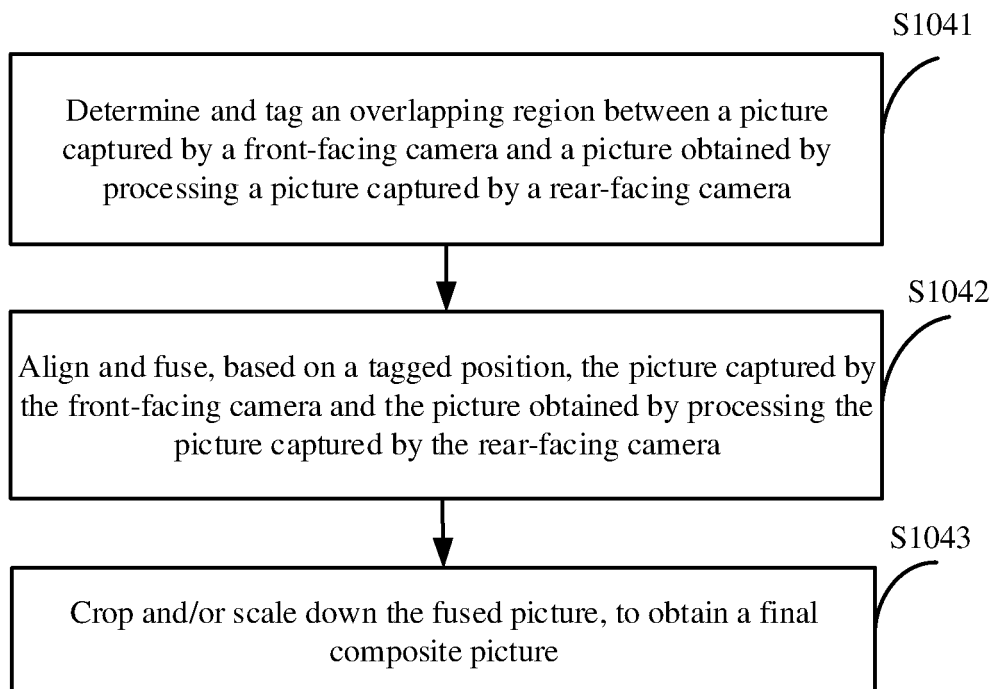 S1041
Determine and tag an overlapping region between a picture
captured by a front-facing camera and a picture obtained by
processing a picture captured by a rear-facing camera
S1042
Align and fuse, based on a tagged position, the picture captured by
the front-facing camera and the picture obtained by processing the
picture captured by the rear-facing camera
S1043
Crop and/or scale down the fused picture, to obtain a final
composite picture